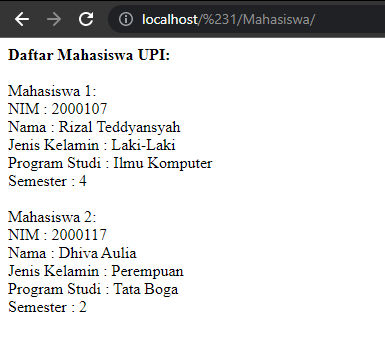 localhost/%231/Mahasiswa/
Daftar Mahasiswa UPI:
Mahasiswa 1:
NIM : 2000107
Nama : Rizal Teddyansyah
Jenis Kelamin : Laki-Laki
Program Studi : Ilmu Komputer
Semester : 4
Mahasiswa 2:
NIM : 2000117
Nama : Dhiva Aulia
Jenis Kelamin : Perempuan
Program Studi : Tata Boga
Semester : 2